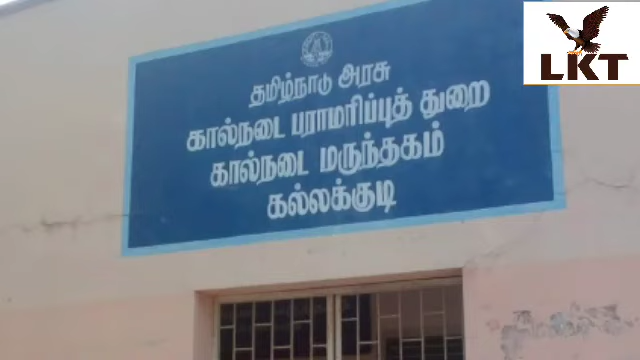 LKT
தமிழ்நாடு அரசு
கால்நடை பராமரிப்புத் துறை
கால்நடை மருந்தகம்
கல்லக்குடி